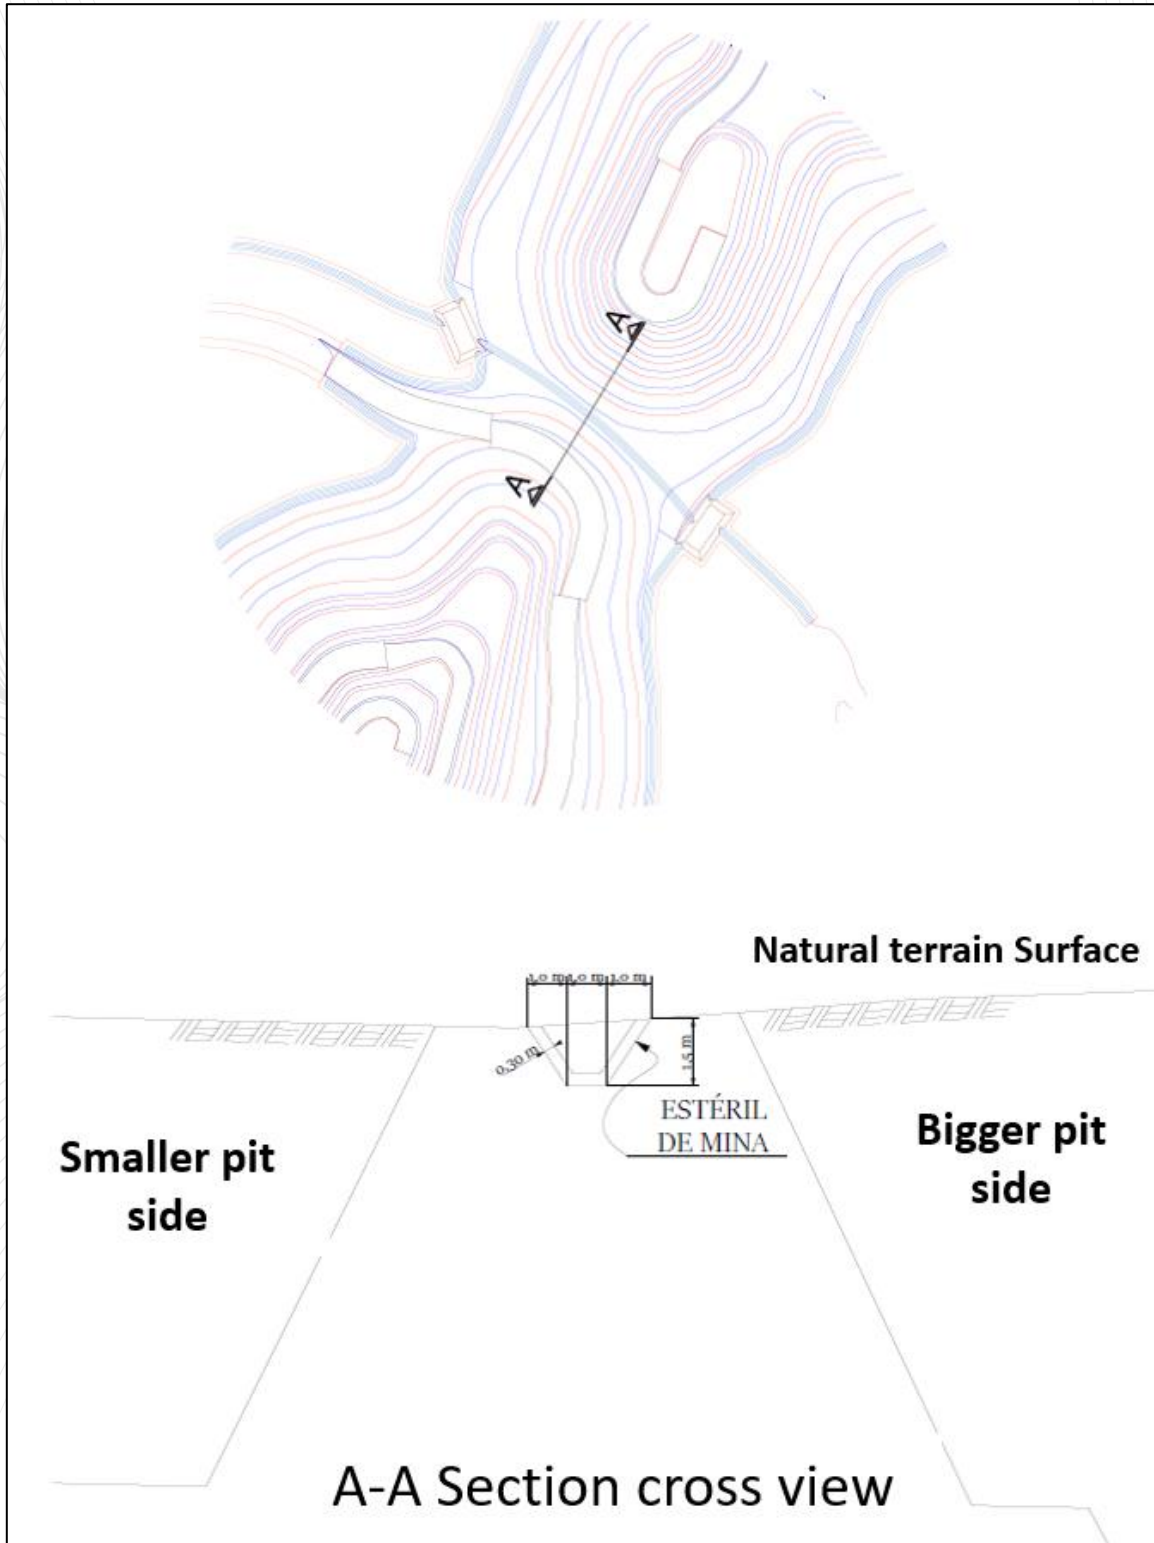 A
A
Natural terrain Surface
1,0 m 1,0 m 1,0 m
0,30 m
1,5 m
ESTÉRIL
DE MINA
Smaller pit
side
Bigger pit
side
A-A Section cross view